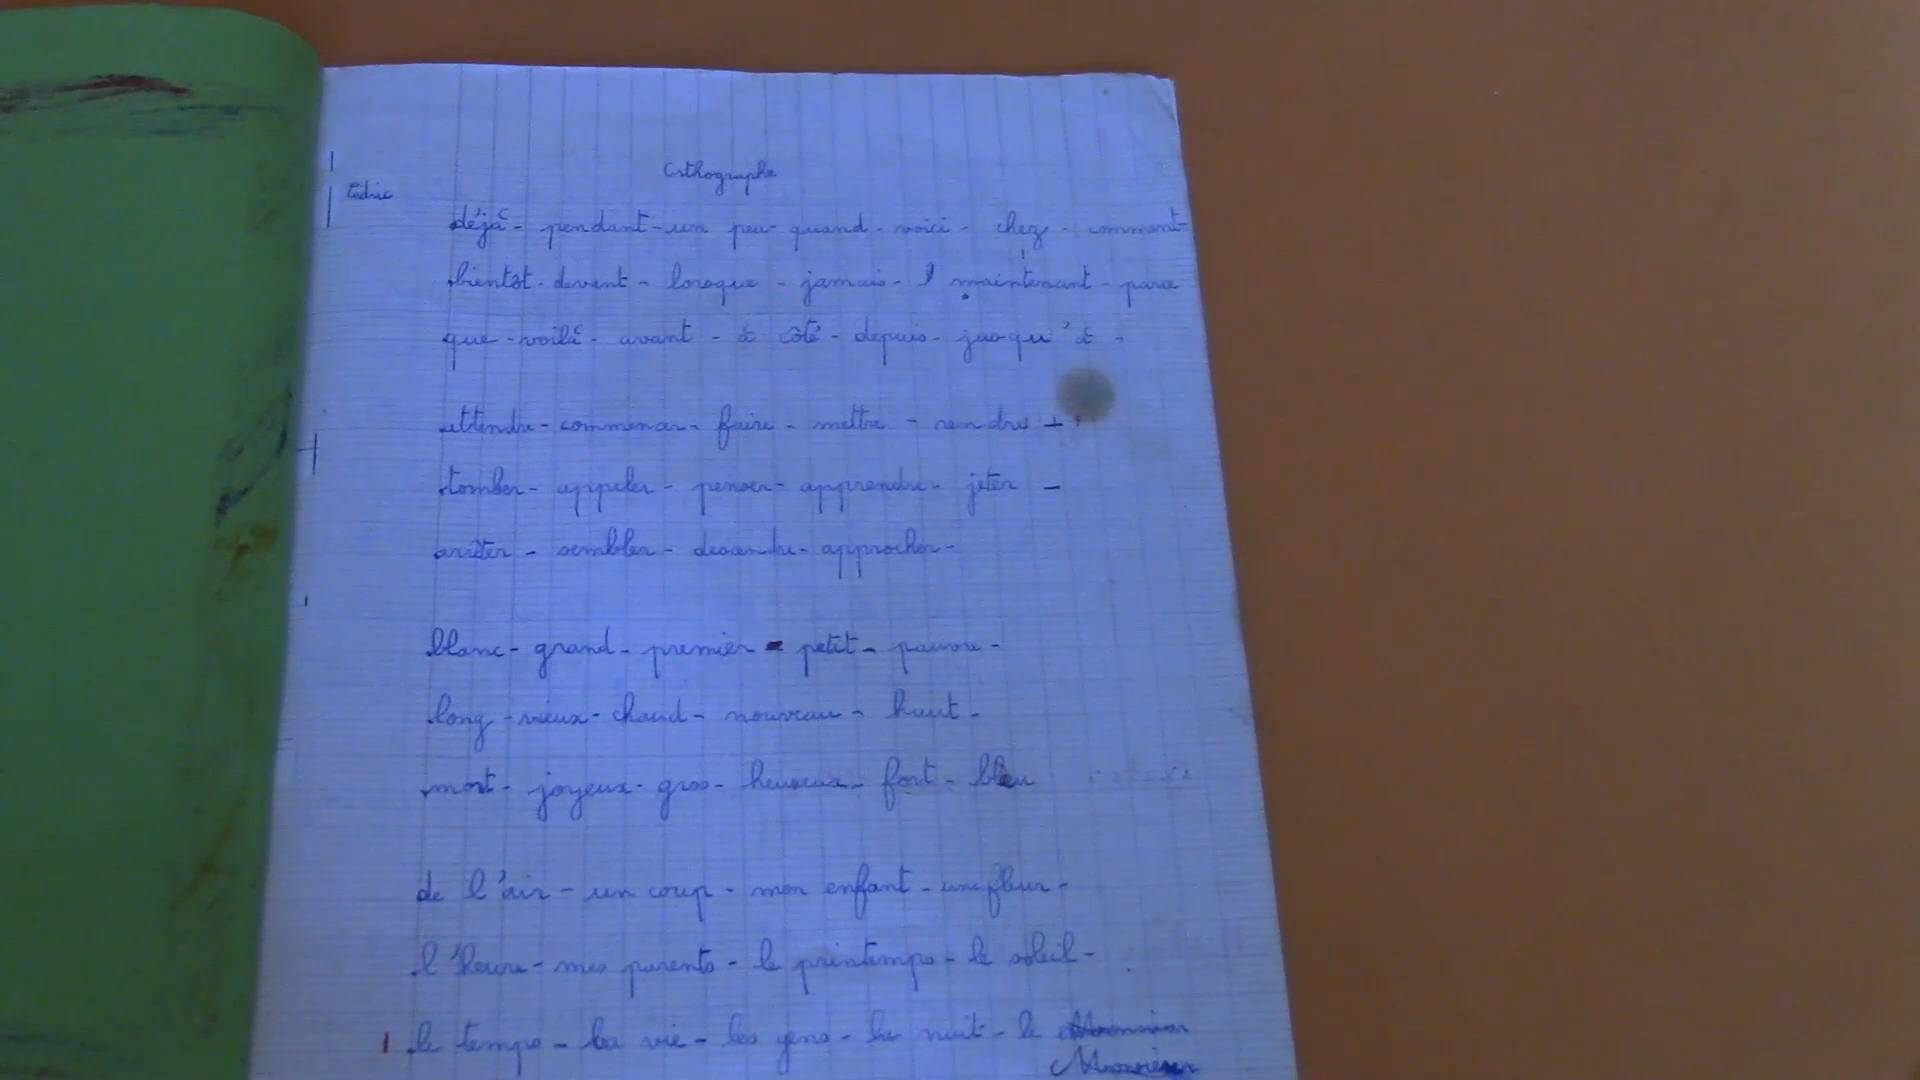 Orthographe
Cédric
déjà - pendant - un peu - quand - voici - chez - comment -
bientôt - devant - lorsque - jamais - maintenant - parce
que - voilà - avant - à côté - depuis - jusqu'à -
attendre - commencer - faire - mettre - rendre -
tomber - appeler - penser - apprendre - jeter -
arrêter - sembler - descendre - approcher -
blanc - grand - premier - petit - pauvre -
long - vieux - chaud - nouveau - haut -
mort - joyeux - gros - heureux - fort - bleu
de l'air - un coup - mon enfant - une fleur -
l'heure - mes parents - le printemps - le soleil -
le temps - la vie - les gens - la nuit - le